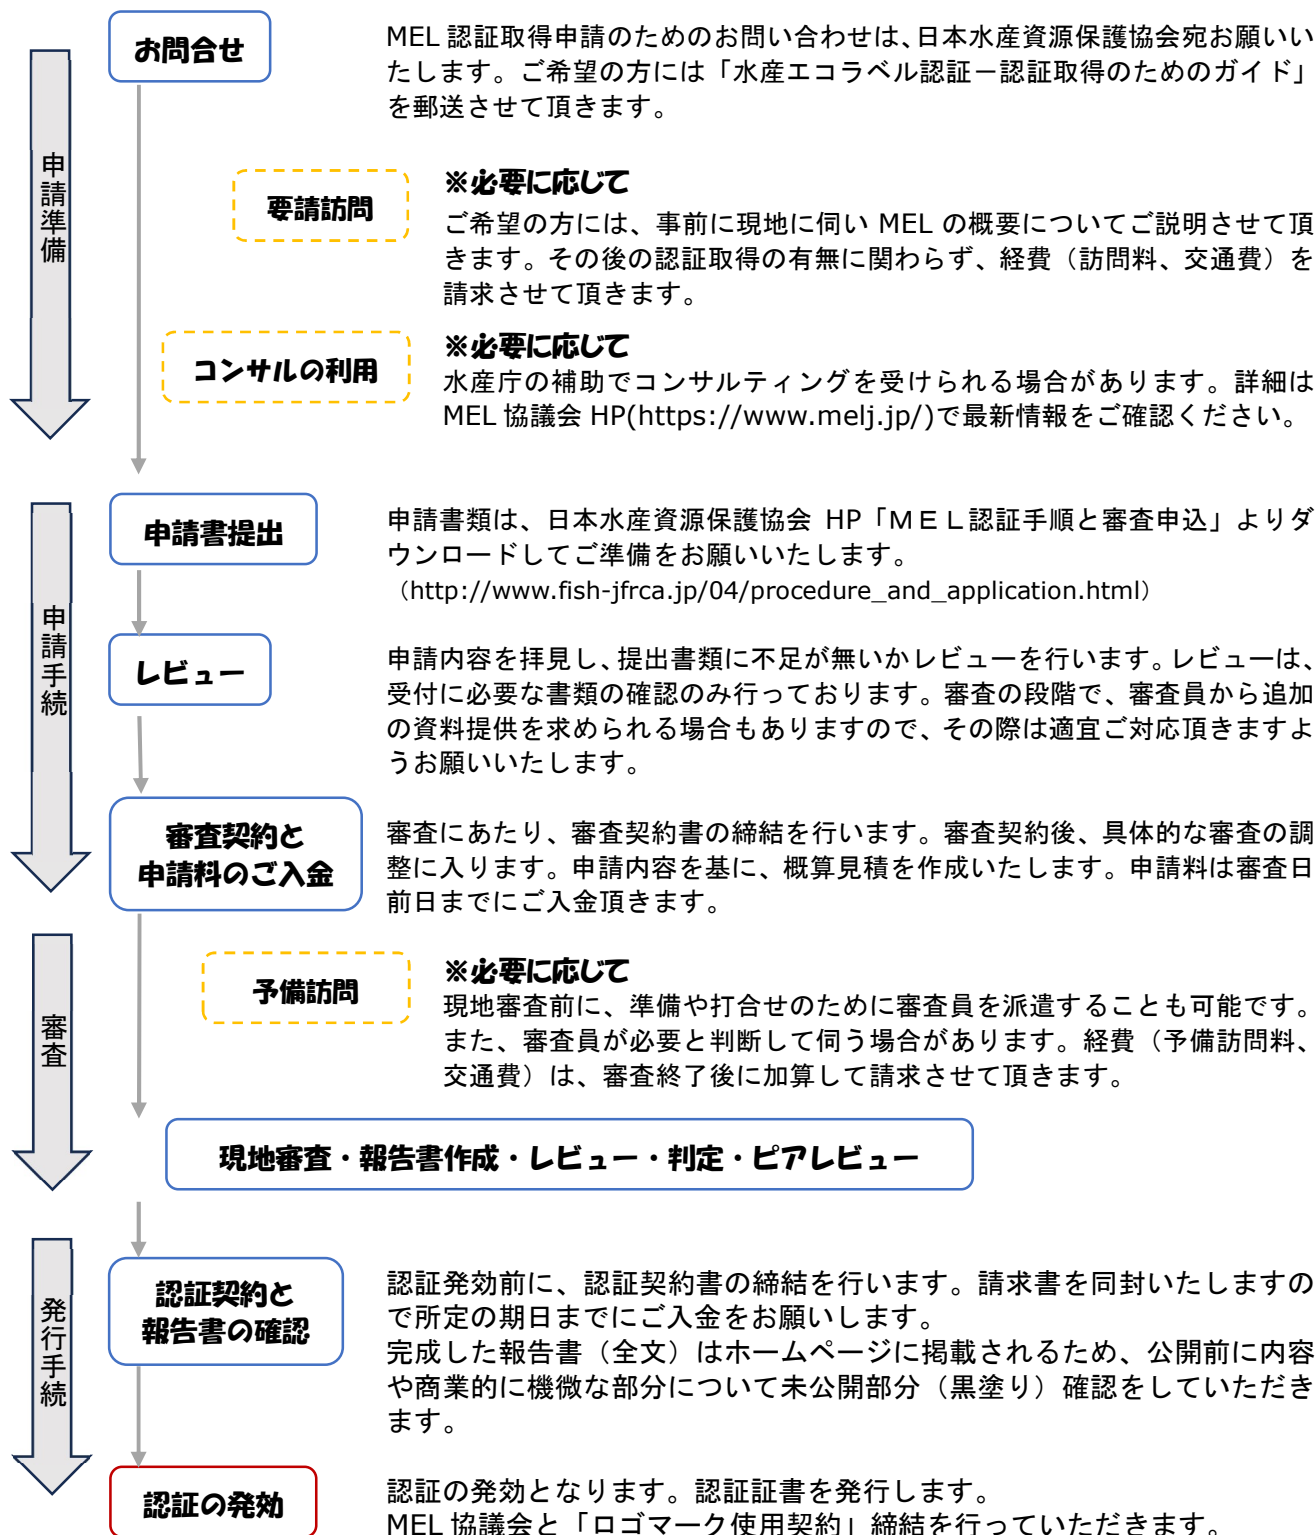 お問合せ
MEL 認証取得申請のためのお問い合わせは、日本水産資源保護協会宛お願いい
たします。ご希望の方には「水産エコラベル認証－認証取得のためのガイド」
を郵送させて頂きます。
申請準備
要請訪問
※必要に応じて
ご希望の方には、事前に現地に伺い MEL の概要についてご説明させて頂
きます。その後の認証取得の有無に関わらず、経費（訪問料、交通費）を
請求させて頂きます。
コンサルの利用
※必要に応じて
水産庁の補助でコンサルティングを受けられる場合があります。詳細は
MEL 協議会 HP(https://www.melj.jp/)で最新情報をご確認ください。
申請手続
申請書提出
申請書類は、日本水産資源保護協会 HP「ＭＥＬ認証手順と審査申込」よりダ
ウンロードしてご準備をお願いいたします。
（http://www.fish-jfrca.jp/04/procedure_and_application.html）
レビュー
申請内容を拝見し、提出書類に不足が無いかレビューを行います。レビューは、
受付に必要な書類の確認のみ行っております。審査の段階で、審査員から追加
の資料提供を求められる場合もありますので、その際は適宜ご対応頂きますよ
うお願いいたします。
審査契約と
申請料のご入金
審査にあたり、審査契約書の締結を行います。審査契約後、具体的な審査の調
整に入ります。申請内容を基に、概算見積を作成いたします。申請料は審査日
前日までにご入金頂きます。
審査
予備訪問
※必要に応じて
現地審査前に、準備や打合せのために審査員を派遣することも可能です。
また、審査員が必要と判断して伺う場合があります。経費（予備訪問料、
交通費）は、審査終了後に加算して請求させて頂きます。
現地審査・報告書作成・レビュー・判定・ピアレビュー
発行手続
認証契約と
報告書の確認
認証発効前に、認証契約書の締結を行います。請求書を同封いたしますの
で所定の期日までにご入金をお願いします。
完成した報告書（全文）はホームページに掲載されるため、公開前に内容
や商業的に機微な部分について未公開部分（黒塗り）確認をしていただき
ます。
認証の発効
認証の発効となります。認証証書を発行します。
MEL 協議会と「ロゴマーク使用契約」締結を行っていただきます。